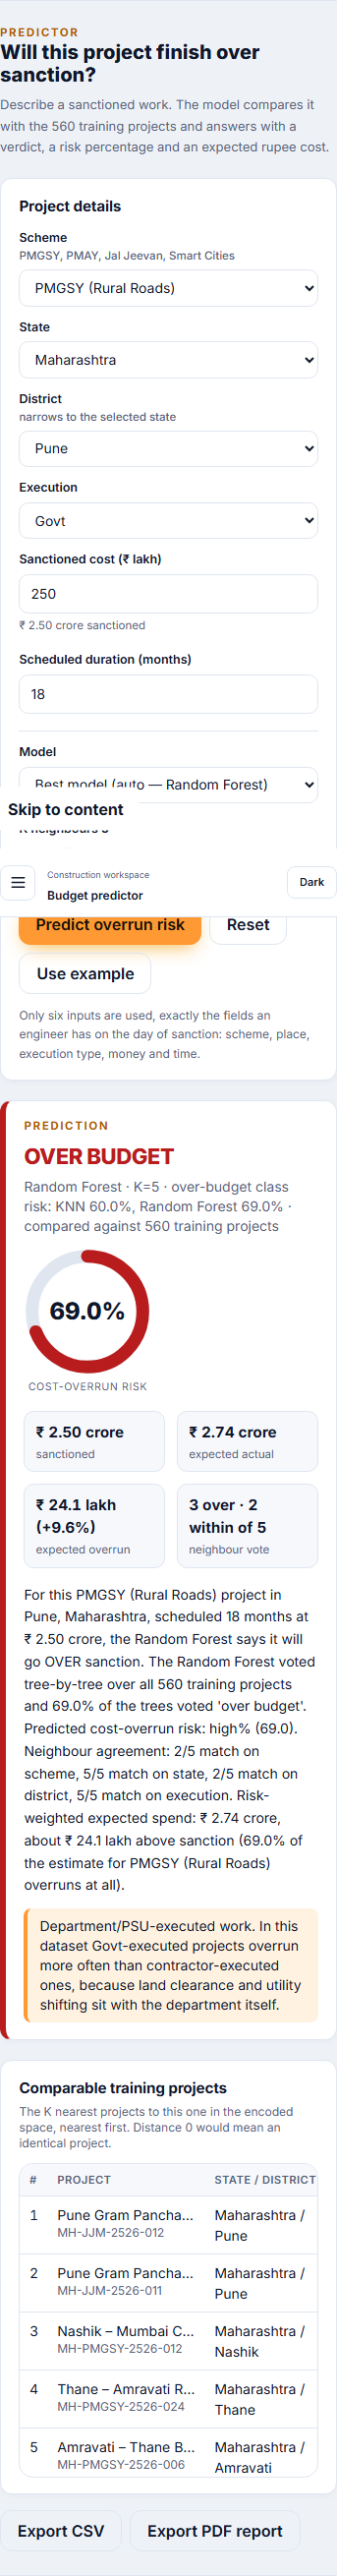 PREDICTOR
Will this project finish over
sanction?
Describe a sanctioned work. The model compares it
with the 560 training projects and answers with a
verdict, a risk percentage and an expected rupee cost.
Project details
Scheme
PMGSY, PMAY, Jal Jeevan, Smart Cities
PMGSY (Rural Roads)
State
Maharashtra
District
narrows to the selected state
Pune
Execution
Govt
Sanctioned cost (₹ lakh)
250
₹ 2.50 crore sanctioned
Scheduled duration (months)
18
Model
Best model (auto — Random Forest)
Skip to content
K neighbours 5
Construction workspace
Budget predictor
Dark
Predict overrun risk
Reset
Use example
Only six inputs are used, exactly the fields an
engineer has on the day of sanction: scheme, place,
execution type, money and time.
PREDICTION
OVER BUDGET
Random Forest · K=5 · over-budget class
risk: KNN 60.0%, Random Forest 69.0% ·
compared against 560 training projects
69.0%
COST-OVERRUN RISK
₹ 2.50 crore
sanctioned
₹ 2.74 crore
expected actual
₹ 24.1 lakh
(+9.6%)
expected overrun
3 over · 2
within of 5
neighbour vote
For this PMGSY (Rural Roads) project in
Pune, Maharashtra, scheduled 18 months at
₹ 2.50 crore, the Random Forest says it will
go OVER sanction. The Random Forest voted
tree-by-tree over all 560 training projects
and 69.0% of the trees voted 'over budget'.
Predicted cost-overrun risk: high% (69.0).
Neighbour agreement: 2/5 match on
scheme, 5/5 match on state, 2/5 match on
district, 5/5 match on execution. Risk-
weighted expected spend: ₹ 2.74 crore,
about ₹ 24.1 lakh above sanction (69.0% of
the estimate for PMGSY (Rural Roads)
overruns at all).
Department/PSU-executed work. In this
dataset Govt-executed projects overrun
more often than contractor-executed
ones, because land clearance and utility
shifting sit with the department itself.
Comparable training projects
The K nearest projects to this one in the encoded
space, nearest first. Distance 0 would mean an
identical project.
# PROJECT STATE / DISTRICT
1 Pune Gram Pancha... Maharashtra /
MH-JJM-2526-012 Pune
2 Pune Gram Pancha... Maharashtra /
MH-JJM-2526-011 Pune
3 Nashik – Mumbai C... Maharashtra /
MH-PMGSY-2526-012 Nashik
4 Thane – Amravati R... Maharashtra /
MH-PMGSY-2526-024 Thane
5 Amravati – Thane B... Maharashtra /
MH-PMGSY-2526-006 Amravati
Export CSV
Export PDF report